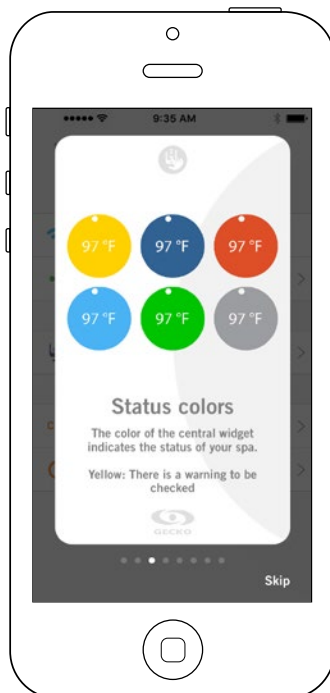 9:35 AM
97 °F 97 °F 97 °F
97 °F 97 °F 97 °F
Status colors
The color of the central widget
indicates the status of your spa.
Yellow: There is a warning to be
checked
GECKO
Skip